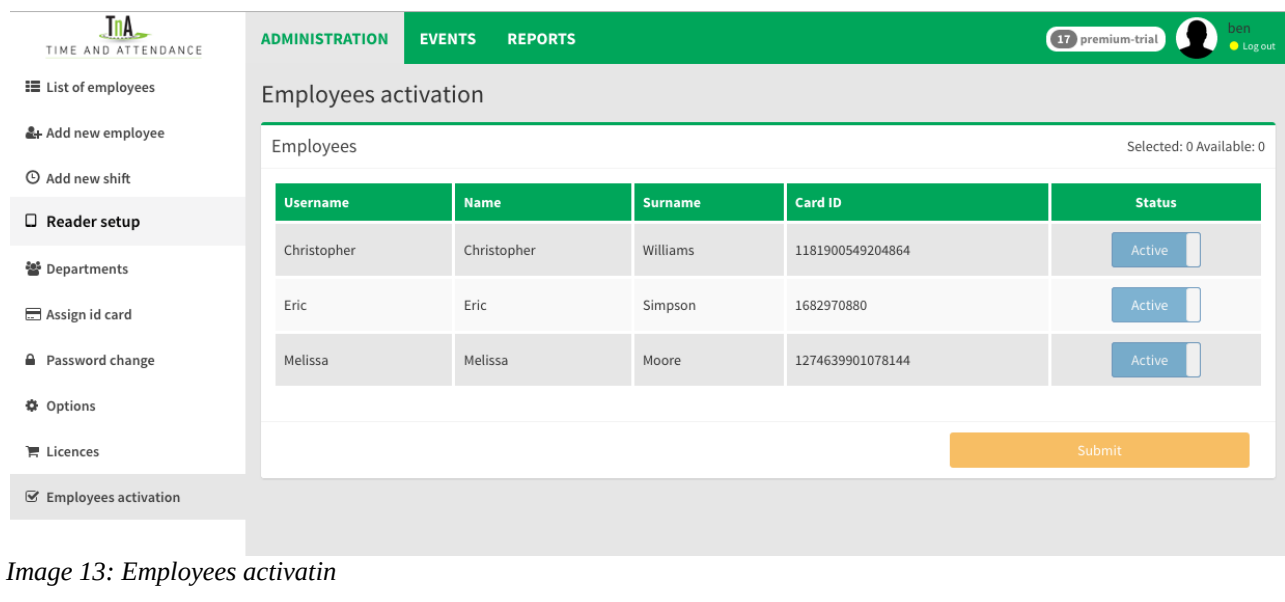 TnA
TIME AND ATTENDANCE
ADMINISTRATION EVENTS REPORTS
17 premium-trial
ben
Log out
List of employees
Add new employee
Add new shift
Reader setup
Departments
Assign id card
Password change
Options
Licences
Employees activation
Employees activation
Employees
Selected: 0 Available: 0
Username Name Surname Card ID Status
Christopher Christopher Williams 1181900549204864 Active
Eric Eric Simpson 1682970880 Active
Melissa Melissa Moore 1274639901078144 Active
Submit
Image 13: Employees activatin